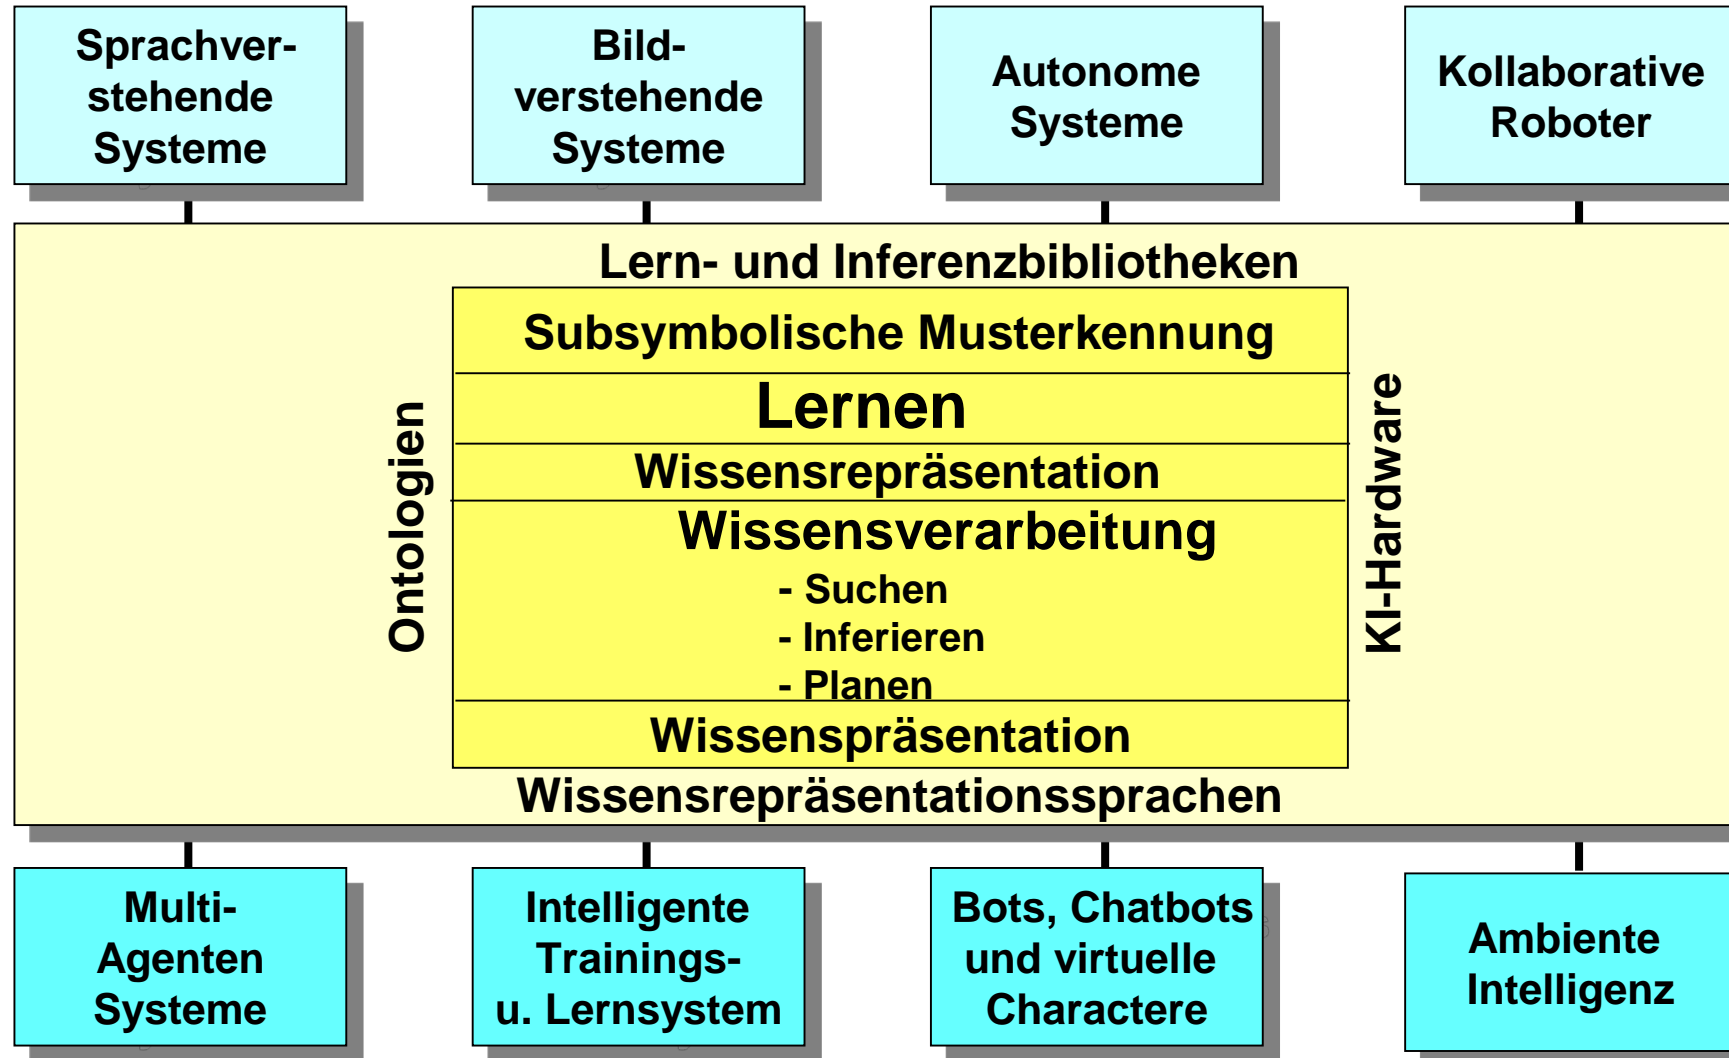 Sprachver-
stehende
Systeme
Bild-
verstehende
Systeme
Autonome
Systeme
Kollaborative
Roboter
Lern- und Inferenzbibliotheken
Subsymbolische Musterkennung
Lernen
Wissensrepräsentation
Wissensverarbeitung
- Suchen
- Inferieren
- Planen
Wissenspräsentation
Ontologien
KI-Hardware
Wissensrepräsentationssprachen
Multi-
Agenten
Systeme
Intelligente
Trainings-
u. Lernsystem
Bots, Chatbots
und virtuelle
Charactere
Ambiente
Intelligenz